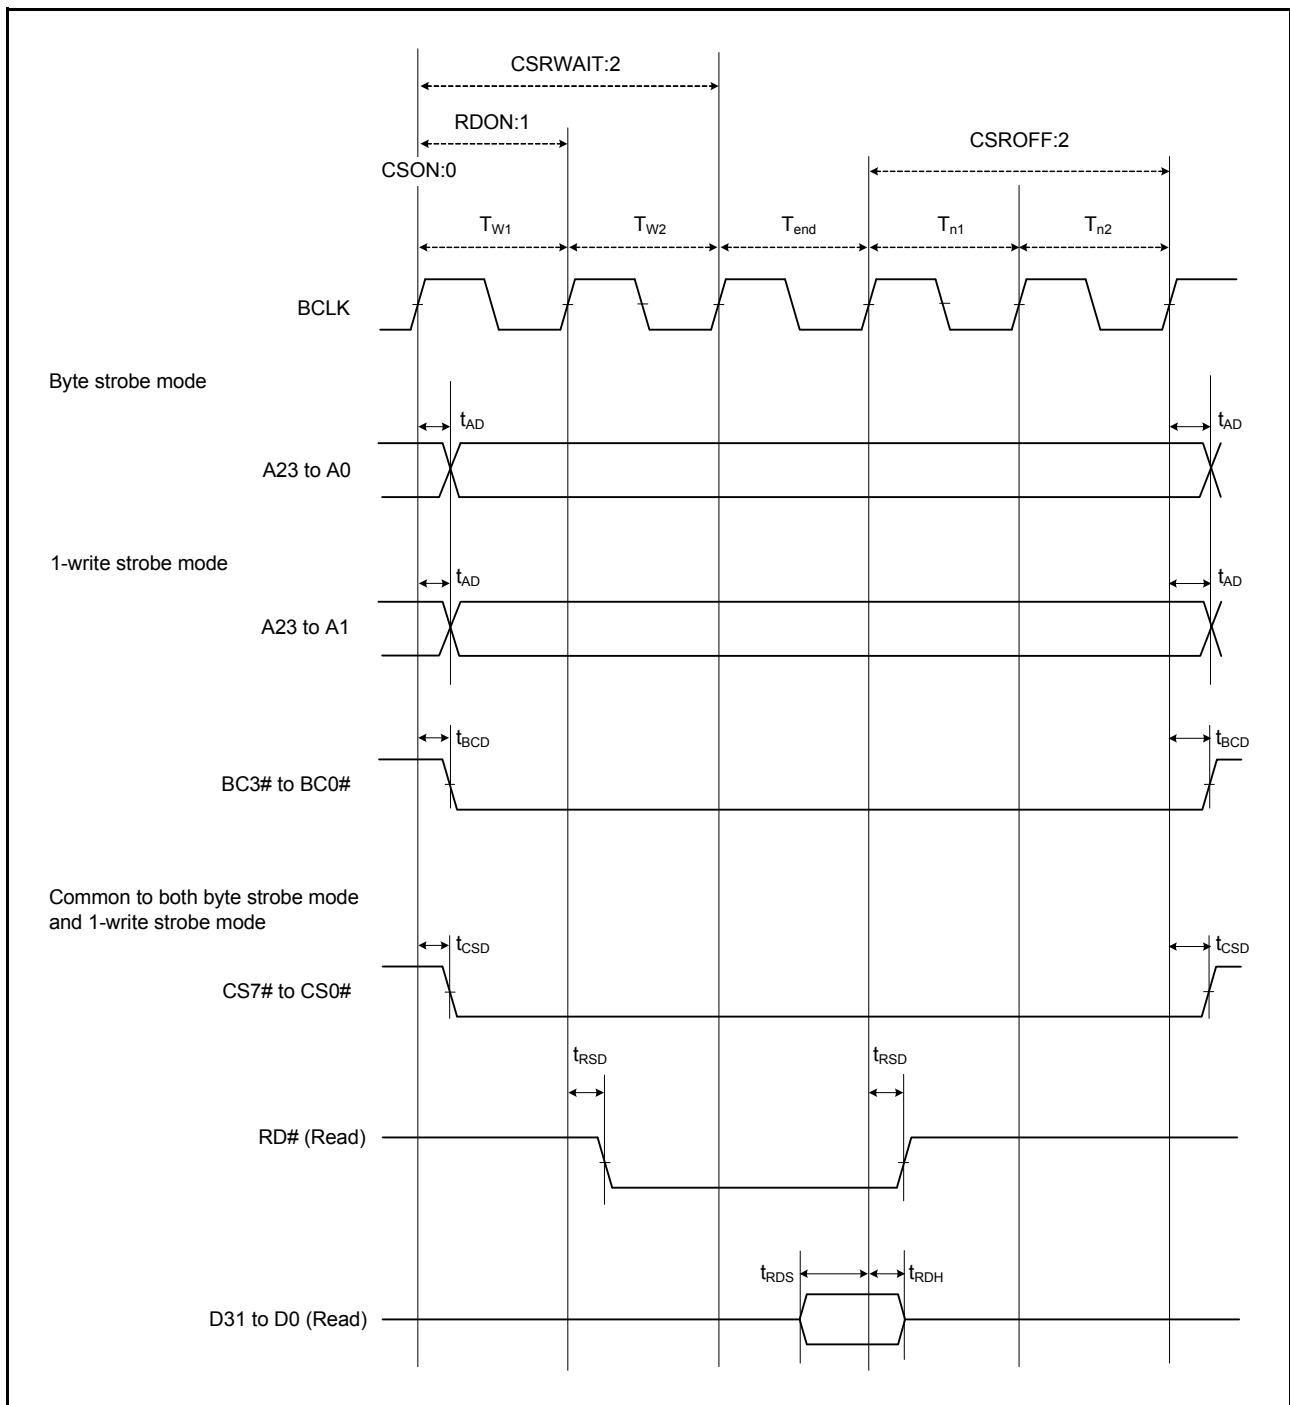 CSRWAIT:2
RDON:1
CSROFF:2
CSON:0
TW1 TW2 Tend Tn1 Tn2
BCLK
Byte strobe mode
tAD tAD
A23 to A0
1-write strobe mode
tAD tAD
A23 to A1
tBCD tBCD
BC3# to BC0#
Common to both byte strobe mode
and 1-write strobe mode
tCSD tCSD
CS7# to CS0#
tRSD tRSD
RD# (Read)
tRDS tRDH
D31 to D0 (Read)